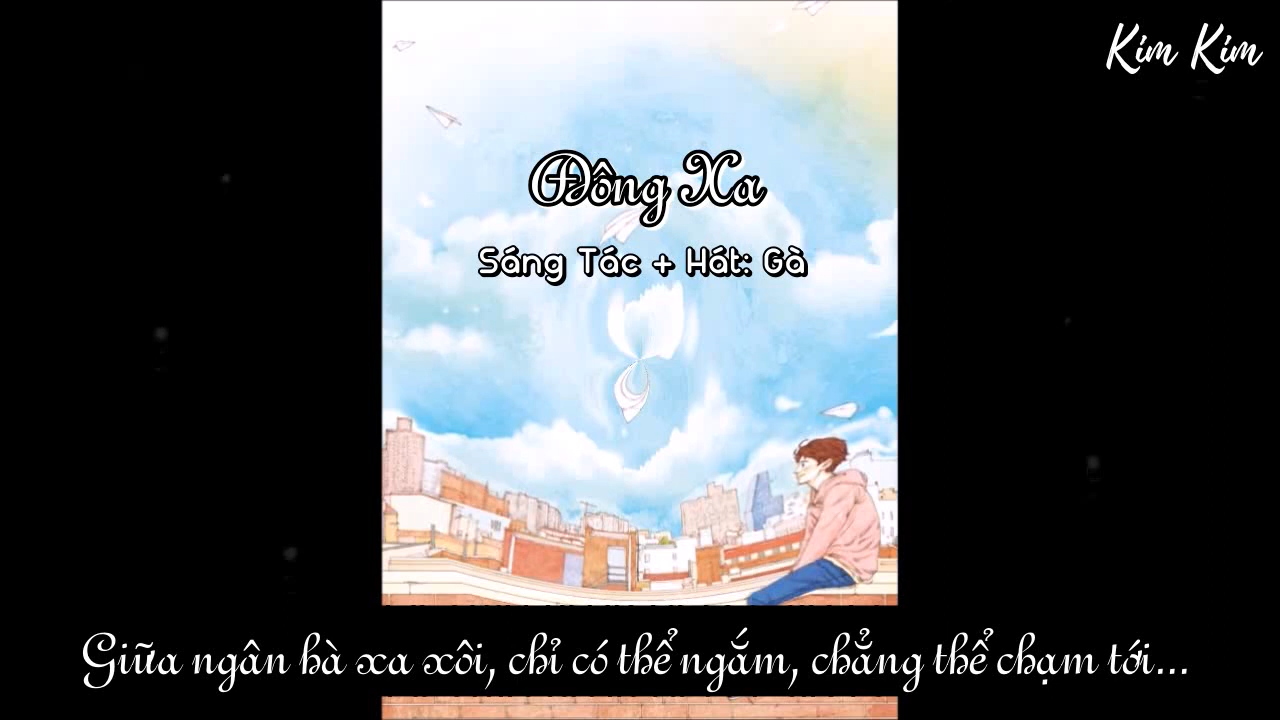 Kim Kim
Đông Xa
Sáng Tác + Hát: Gà
Giữa ngân hà xa xôi, chỉ có thể ngắm, chẳng thể chạm tới...